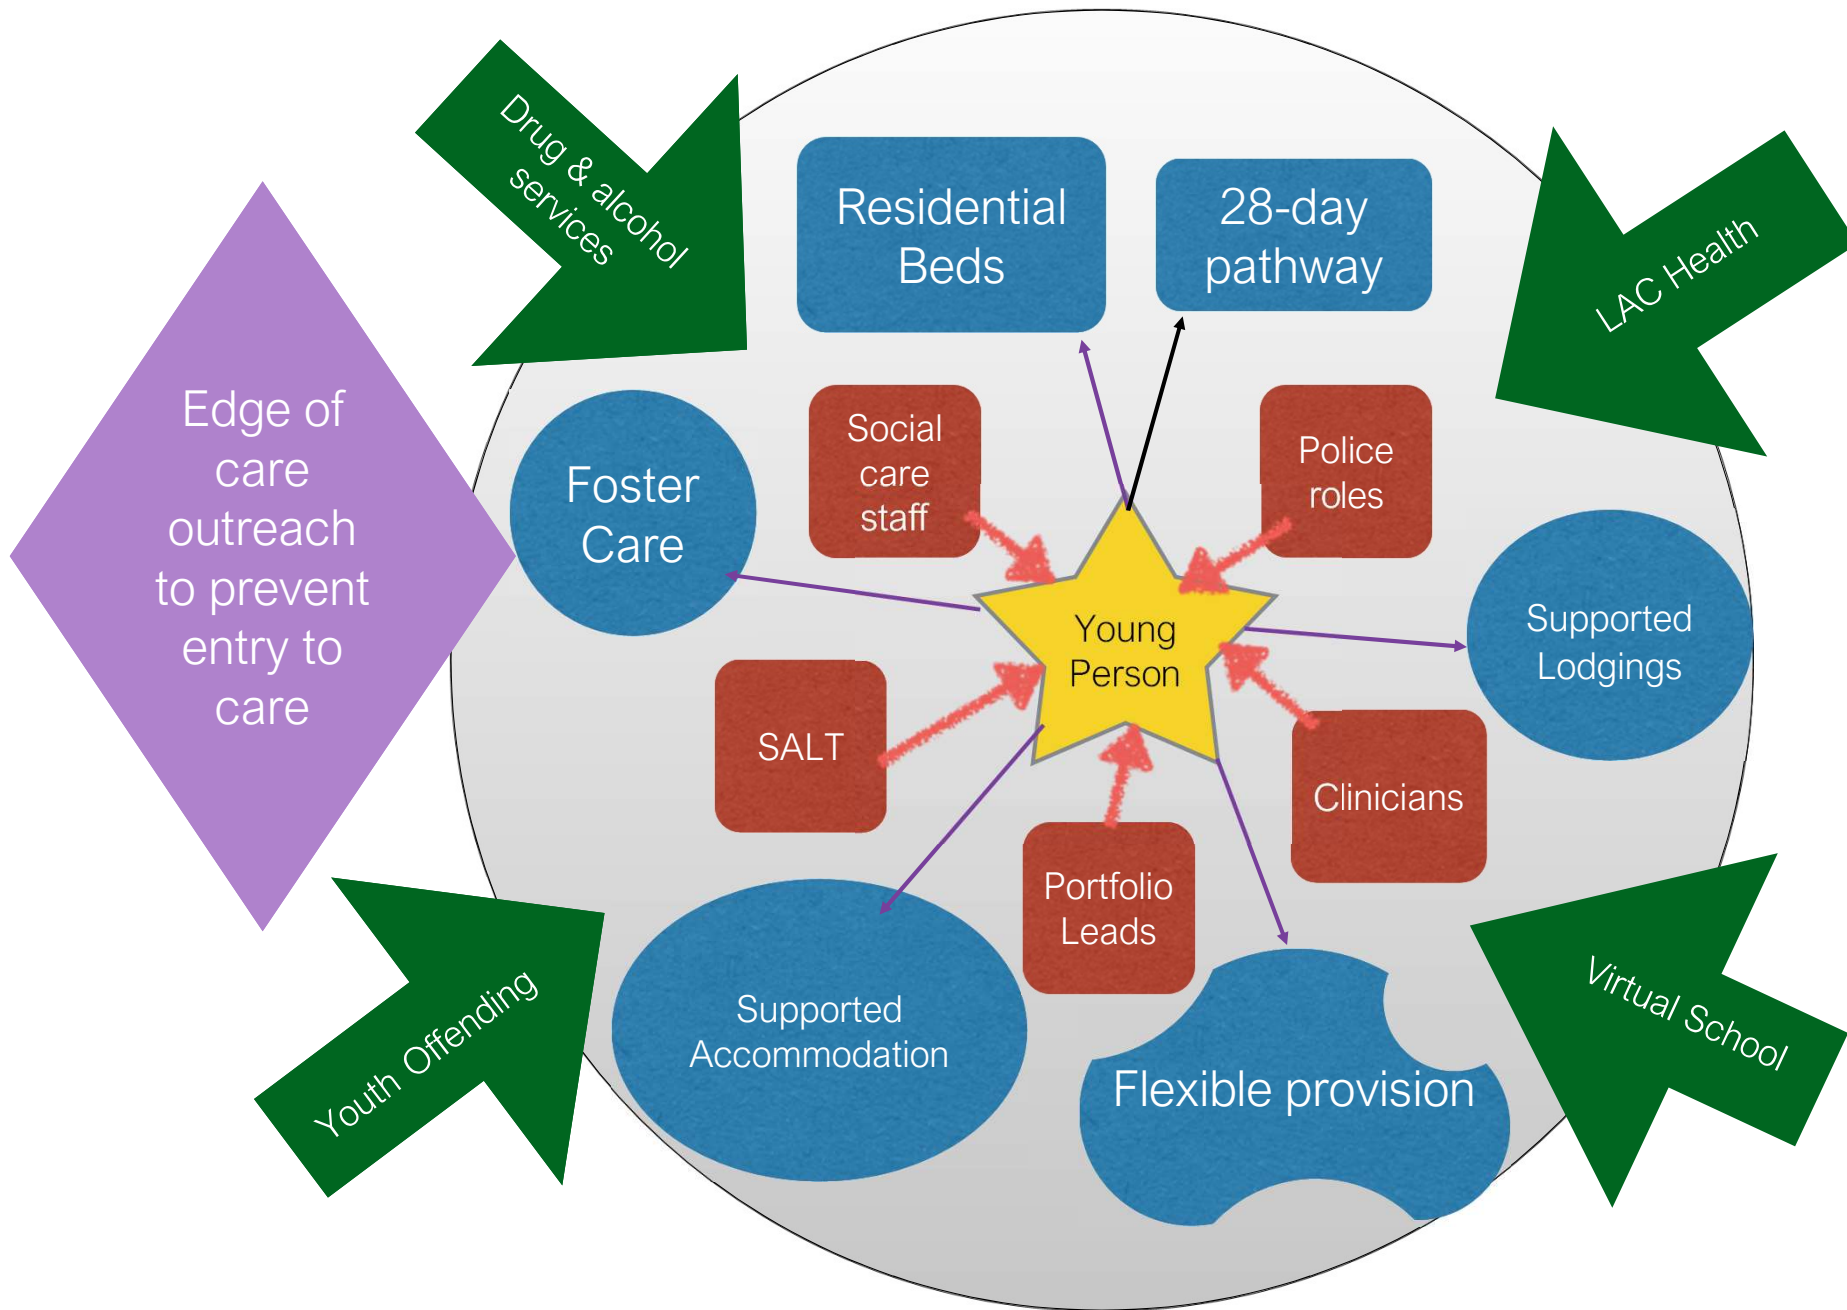 Drug & alcohol
services
Residential
Beds
28-day
pathway
LAC Health
Edge of
care
outreach
to prevent
entry to
care
Foster
Care
Social
care
staff
Police
roles
Young
Person
Supported
Lodgings
SALT
Clinicians
Portfolio
Leads
Youth Offending
Supported
Accommodation
Flexible provision
Virtual School